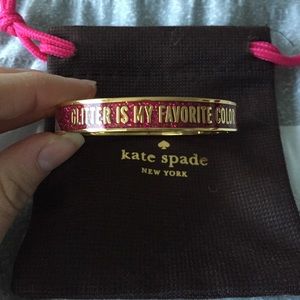 GLITTER IS MY FAVORITE COLOR
kate spade
NEW YORK